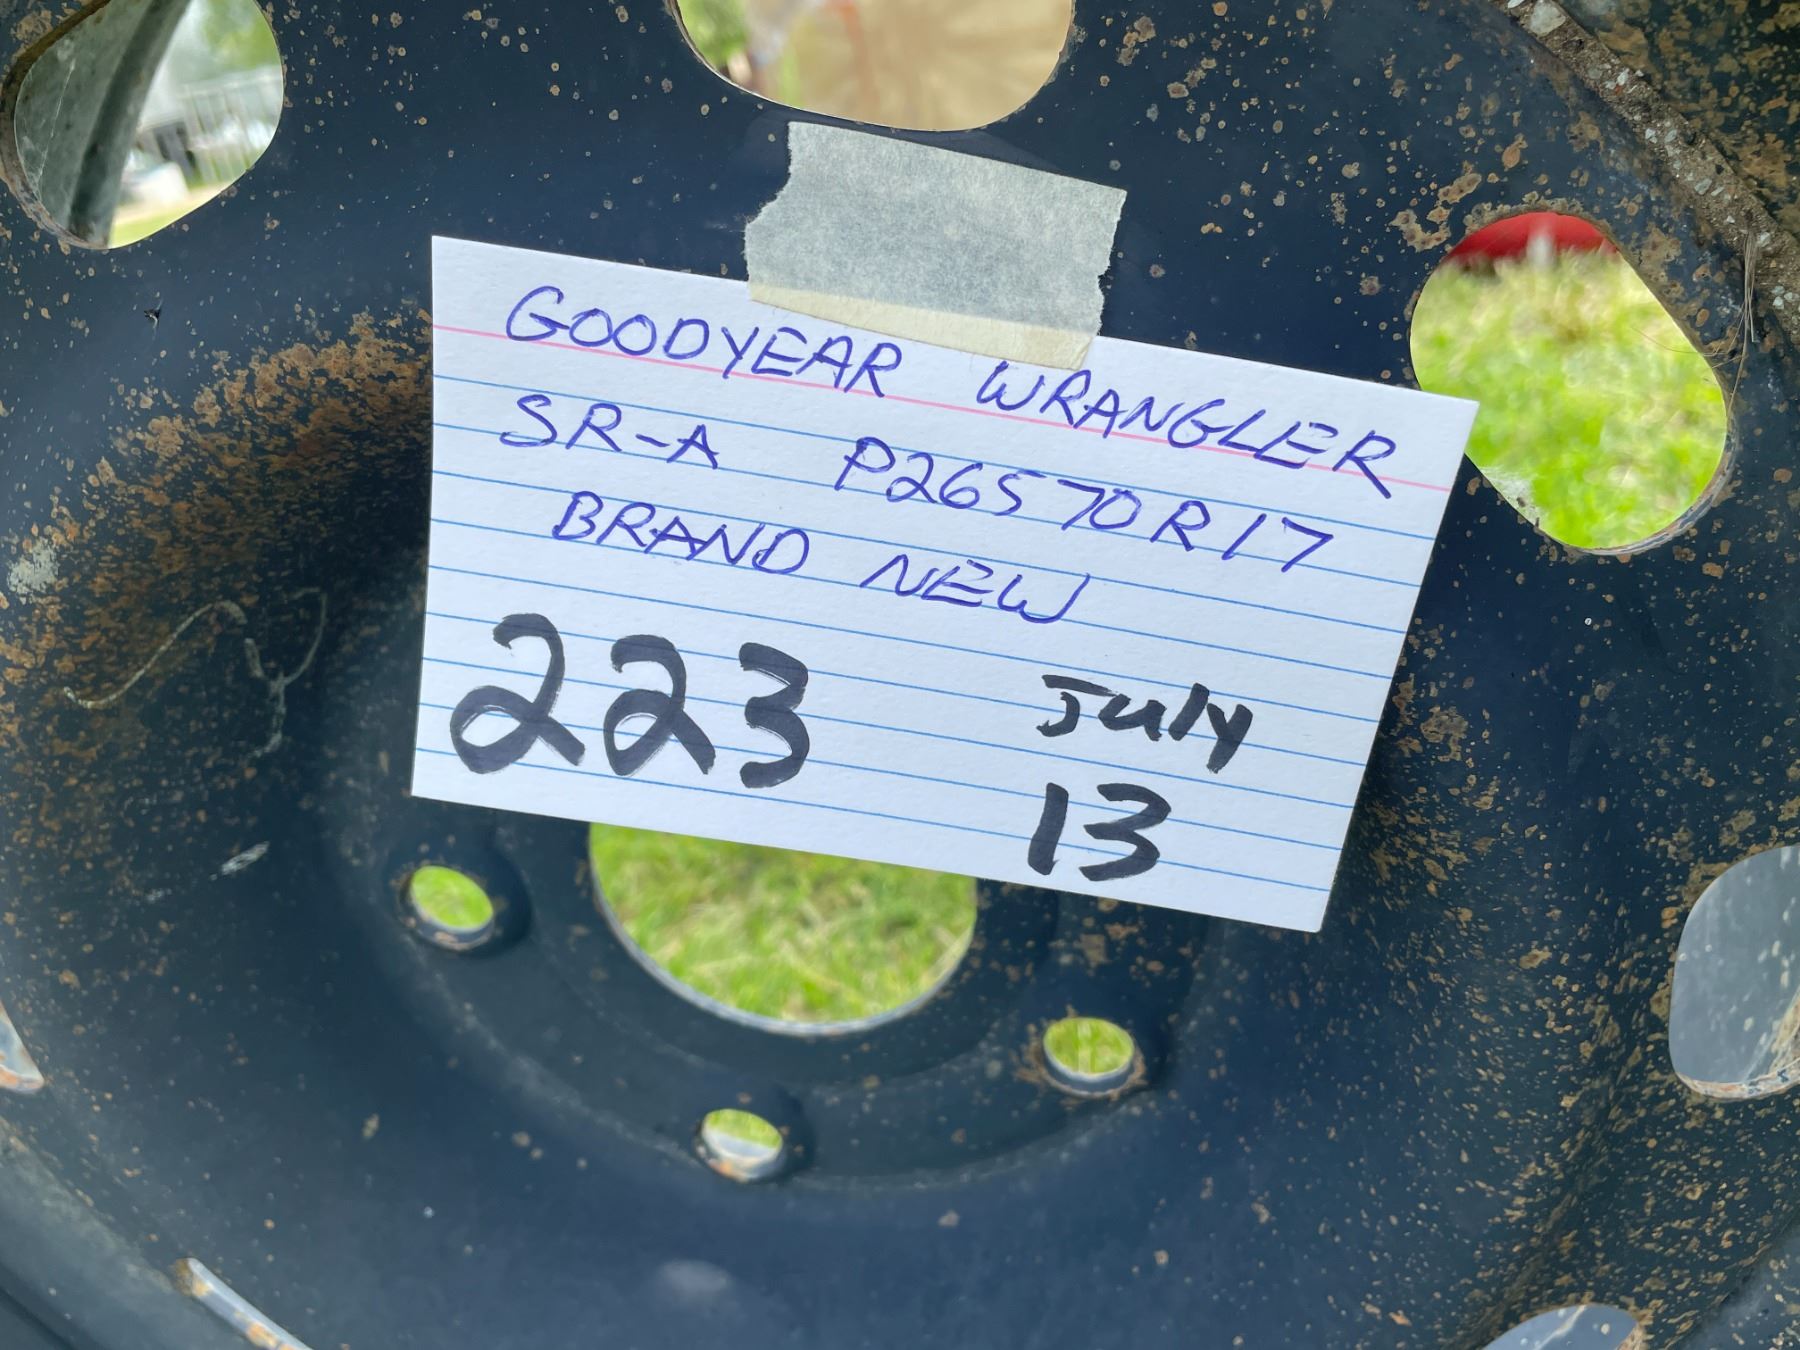 GOODYEAR WRANGLER
SR-A P26570R17
BRAND NEW
223 July
13